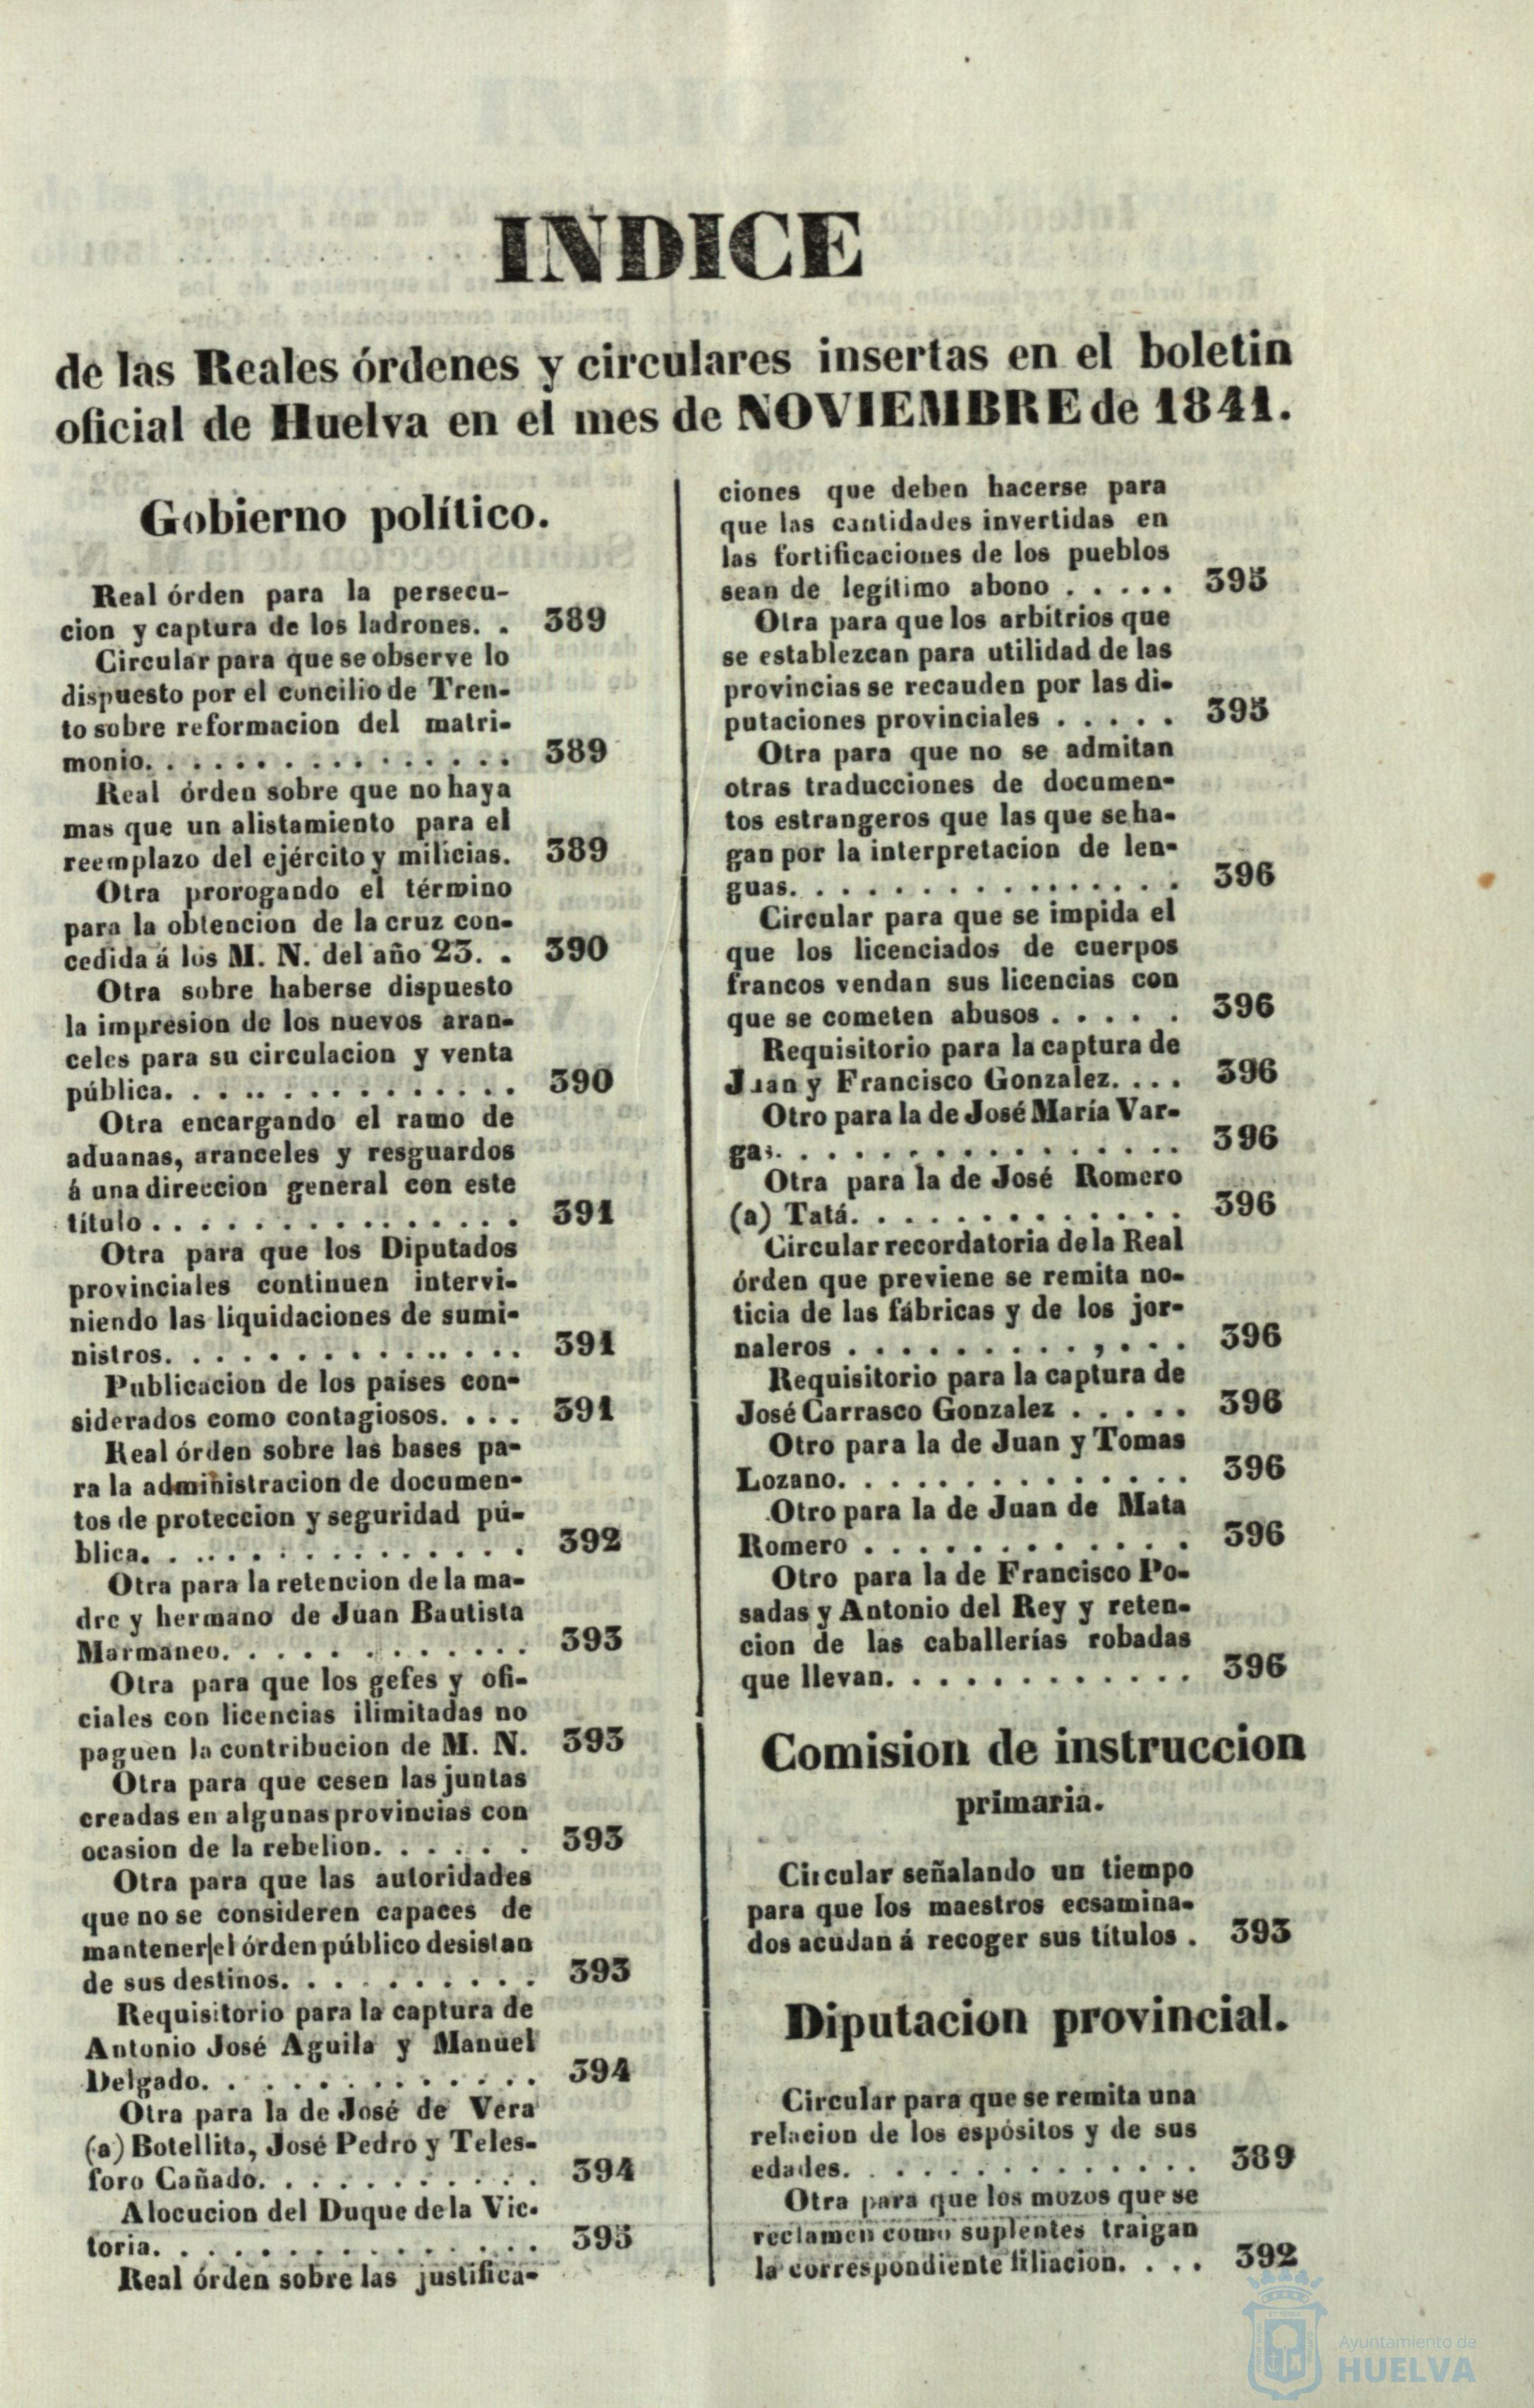 INDICE
de las Reales órdenes y circulares insertas en el boletin
oficial de Huelva en el mes de NOVIEMBRE de 1841.
Gobierno político.
Real órden para la persecu-
cion y captura de los ladrones. . 389
Circular para que se observe lo
dispuesto por el concilio de Tren-
to sobre reformacion del matri-
monio. . . . . . . . . . . . . . 389
Real órden sobre que no haya
mas que un alistamiento para el
reemplazo del ejército y milicias. 389
Otra prorogando el término
para la obtencion de la cruz con-
cedida á los M. N. del año 23. . 390
Otra sobre haberse dispuesto
la impresion de los nuevos aran-
celes para su circulacion y venta
pública. . . . . . . . . . . . . . 390
Otra encargando el ramo de
aduanas, aranceles y resguardos
á una direccion general con este
título . . . . . . . . . . . . . . 391
Otra para que los Diputados
provinciales continuen intervi-
niendo las liquidaciones de sumi-
nistros. . . . . . . . . . . . . . 391
Publicacion de los paises con-
siderados como contagiosos. . . . 391
Real órden sobre las bases pa-
ra la administracion de documen-
tos de proteccion y seguridad pú-
blica. . . . . . . . . . . . . . . 392
Otra para la retencion de la ma-
dre y hermano de Juan Bautista
Marmaneo. . . . . . . . . . . . 393
Otra para que los gefes y ofi-
ciales con licencias ilimitadas no
paguen la contribucion de M. N. 393
Otra para que cesen las juntas
creadas en algunas provincias con
ocasion de la rebelion. . . . . . 393
Otra para que las autoridades
que no se consideren capaces de
mantener el órden público desistan
de sus destinos. . . . . . . . . . 393
Requisitorio para la captura de
Antonio José Aguila y Manuel
Delgado. . . . . . . . . . . . . 394
Otra para la de José de Vera
(a) Botellita, José Pedro y Teles-
foro Cañado. . . . . . . . . . . 394
Alocucion del Duque de la Vic-
toria. . . . . . . . . . . . . . . 395
Real órden sobre las justifica-
ciones que deben hacerse para
que las cantidades invertidas en
las fortificaciones de los pueblos
sean de legítimo abono . . . . . 395
Otra para que los arbitrios que
se establezcan para utilidad de las
provincias se recauden por las di-
putaciones provinciales . . . . . 395
Otra para que no se admitan
otras traducciones de documen-
tos estrangeros que las que se ha-
gan por la interpretacion de len-
guas. . . . . . . . . . . . . . . 396
Circular para que se impida el
que los licenciados de cuerpos
francos vendan sus licencias con
que se cometen abusos . . . . . 396
Requisitorio para la captura de
Juan y Francisco Gonzalez. . . . 396
Otro para la de José María Var-
gas. . . . . . . . . . . . . . . . 396
Otra para la de José Romero
(a) Tatá. . . . . . . . . . . . . 396
Circular recordatoria de la Real
órden que previene se remita no-
ticia de las fábricas y de los jor-
naleros . . . . . . . . . , . . . 396
Requisitorio para la captura de
José Carrasco Gonzalez . . . . . 396
Otro para la de Juan y Tomas
Lozano. . . . . . . . . . . . . . 396
Otro para la de Juan de Mata
Romero . . . . . . . . . . . . . 396
Otro para la de Francisco Po-
sadas y Antonio del Rey y reten-
cion de las caballerías robadas
que llevan. . . . . . . . . . . . 396
Comision de instruccion
primaria.
Circular señalando un tiempo
para que los maestros ecsamina-
dos acudan á recoger sus títulos . 393
Diputacion provincial.
Circular para que se remita una
relacion de los espósitos y de sus
edades. . . . . . . . . . . . . . 389
Otra para que los mozos que se
reclamen como suplentes traigan
la correspondiente filiacion. . . . 392
Ayuntamiento de
HUELVA